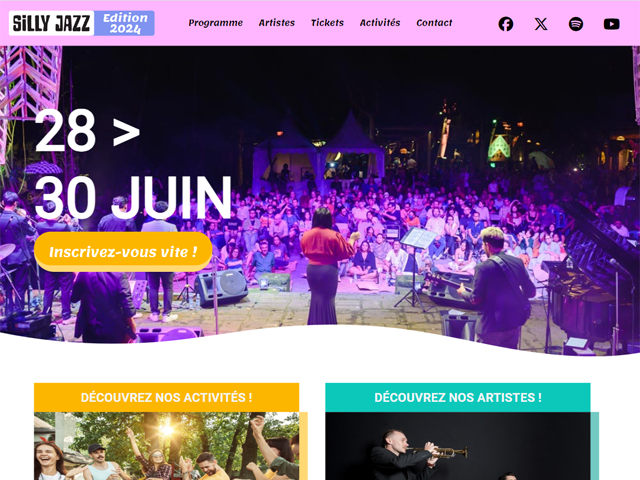 SiLLY JAZZ
Edition
2024
Programme
Artistes
Tickets
Activités
Contact
28 >
30 JUIN
Inscrivez-vous vite !
DÉCOUVREZ NOS ACTIVITÉS !
DÉCOUVREZ NOS ARTISTES !